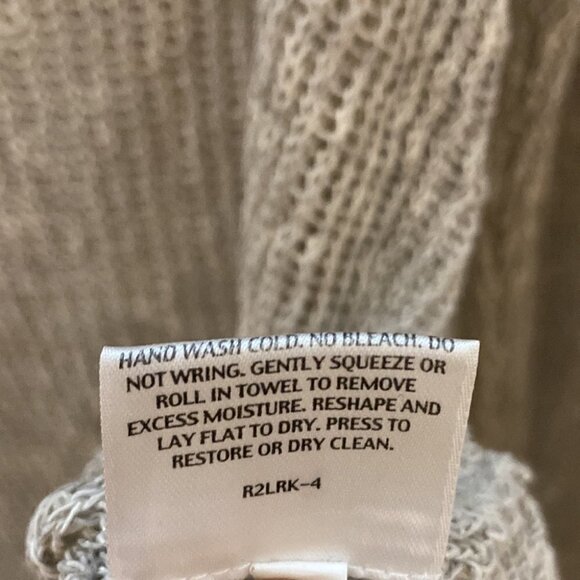 HAND WASH COLD. NO BLEACH. DO
NOT WRING. GENTLY SQUEEZE OR
ROLL IN TOWEL TO REMOVE
EXCESS MOISTURE. RESHAPE AND
LAY FLAT TO DRY. PRESS TO
RESTORE OR DRY CLEAN.
R2LRK-4